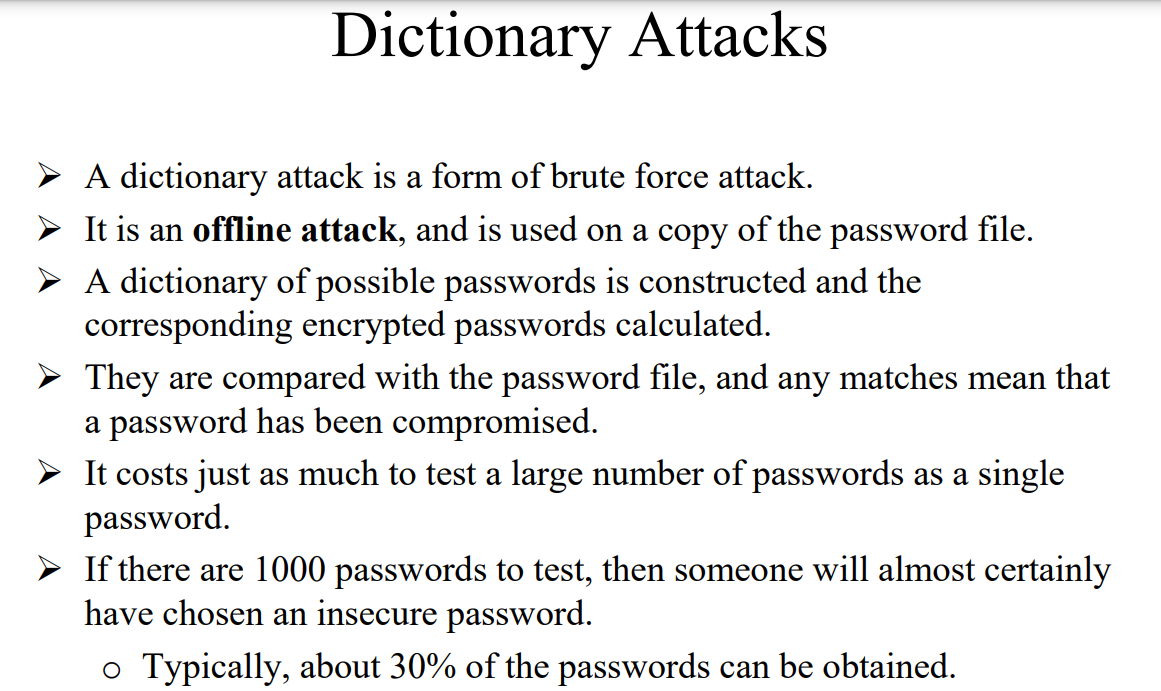 Dictionary Attacks
➢ A dictionary attack is a form of brute force attack.
➢ It is an offline attack, and is used on a copy of the password file.
➢ A dictionary of possible passwords is constructed and the
corresponding encrypted passwords calculated.
➢ They are compared with the password file, and any matches mean that
a password has been compromised.
➢ It costs just as much to test a large number of passwords as a single
password.
➢ If there are 1000 passwords to test, then someone will almost certainly
have chosen an insecure password.
o Typically, about 30% of the passwords can be obtained.